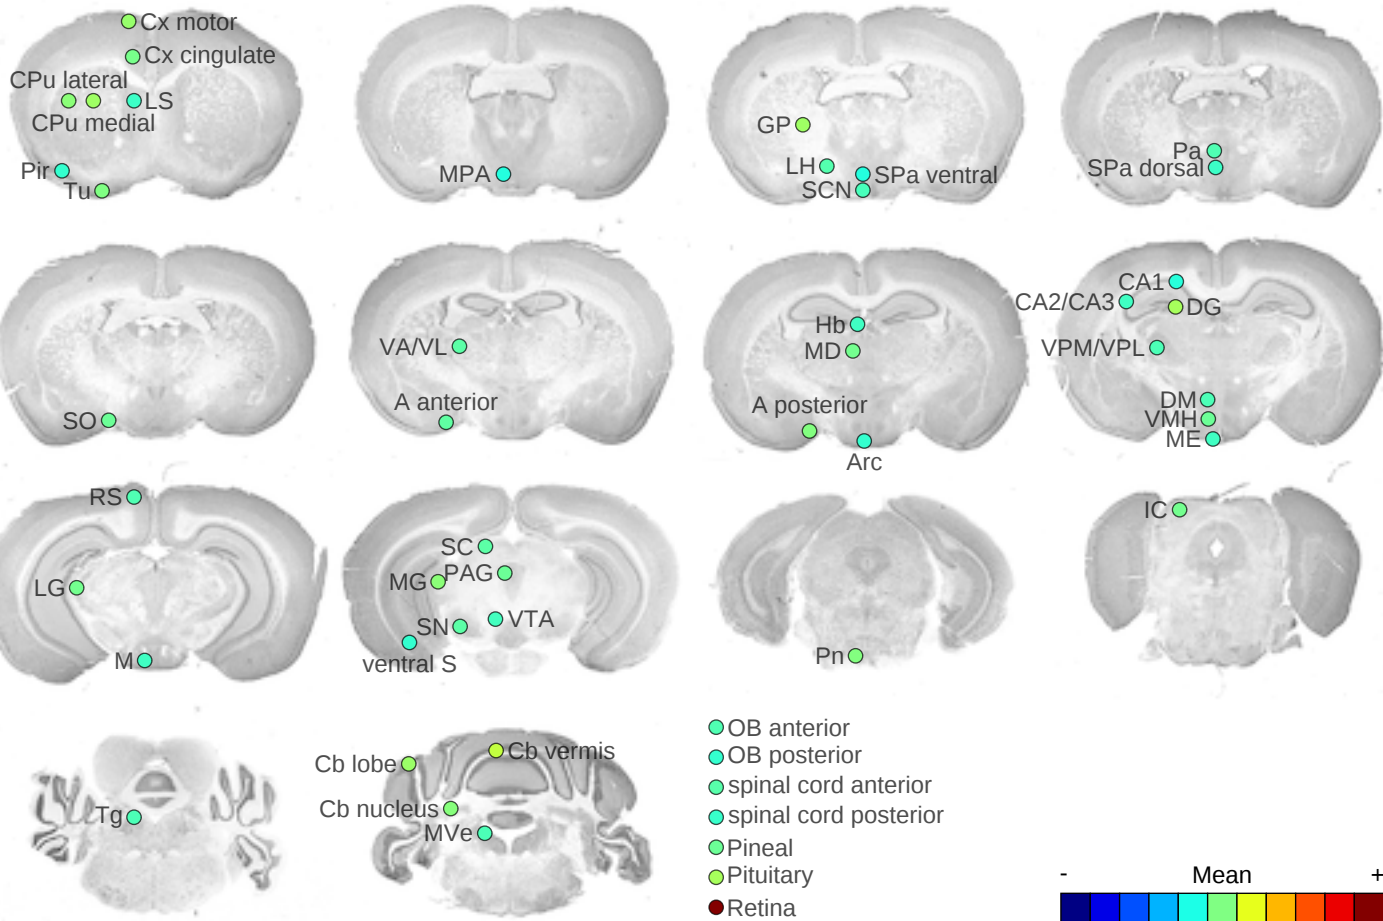 Cx motor
Cx cingulate
CPu lateral
LS
CPu medial
Pir
Tu
MPA
GP
LH
SPa ventral
SCN
Pa
SPa dorsal
SO
VA/VL
A anterior
Hb
MD
A posterior
Arc
CA1
CA2/CA3
DG
VPM/VPL
DM
VMH
ME
RS
LG
M
SC
MG
PAG
SN
VTA
ventral S
Pn
IC
Tg
Cb lobe
Cb vermis
Cb nucleus
MVe
OB anterior
OB posterior
spinal cord anterior
spinal cord posterior
Pineal
Pituitary
Retina
- Mean +